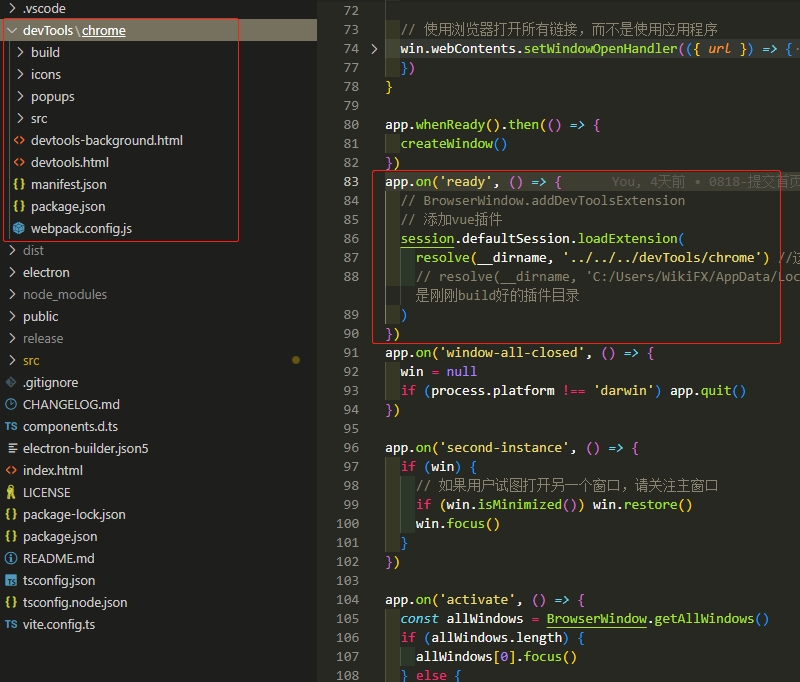 .vscode
devTools\chrome
build
icons
popups
src
devtools-background.html
devtools.html
manifest.json
package.json
webpack.config.js
dist
electron
node_modules
public
release
src
.gitignore
CHANGELOG.md
components.d.ts
electron-builder.json5
index.html
LICENSE
package-lock.json
package.json
README.md
tsconfig.json
tsconfig.node.json
vite.config.ts
72
73 // 使用浏览器打开所有链接，而不是使用应用程序
74 win.webContents.setWindowOpenHandler(({ url }) => {
77 })
78 }
79
80 app.whenReady().then(() => {
81 createWindow()
82 })
83 app.on('ready', () => { You, 4天前 • 0818-提交首页
84 // BrowserWindow.addDevToolsExtension
85 // 添加vue插件
86 session.defaultSession.loadExtension(
87 resolve(__dirname, '../../../devTools/chrome') //这
88 // resolve(__dirname, 'C:/Users/WikiFX/AppData/Loc
是刚刚build好的插件目录
89 )
90 })
91 app.on('window-all-closed', () => {
92 win = null
93 if (process.platform !== 'darwin') app.quit()
94 })
95
96 app.on('second-instance', () => {
97 if (win) {
98 // 如果用户试图打开另一个窗口，请关注主窗口
99 if (win.isMinimized()) win.restore()
100 win.focus()
101 }
102 })
103
104 app.on('activate', () => {
105 const allWindows = BrowserWindow.getAllWindows()
106 if (allWindows.length) {
107 allWindows[0].focus()
108 } else {